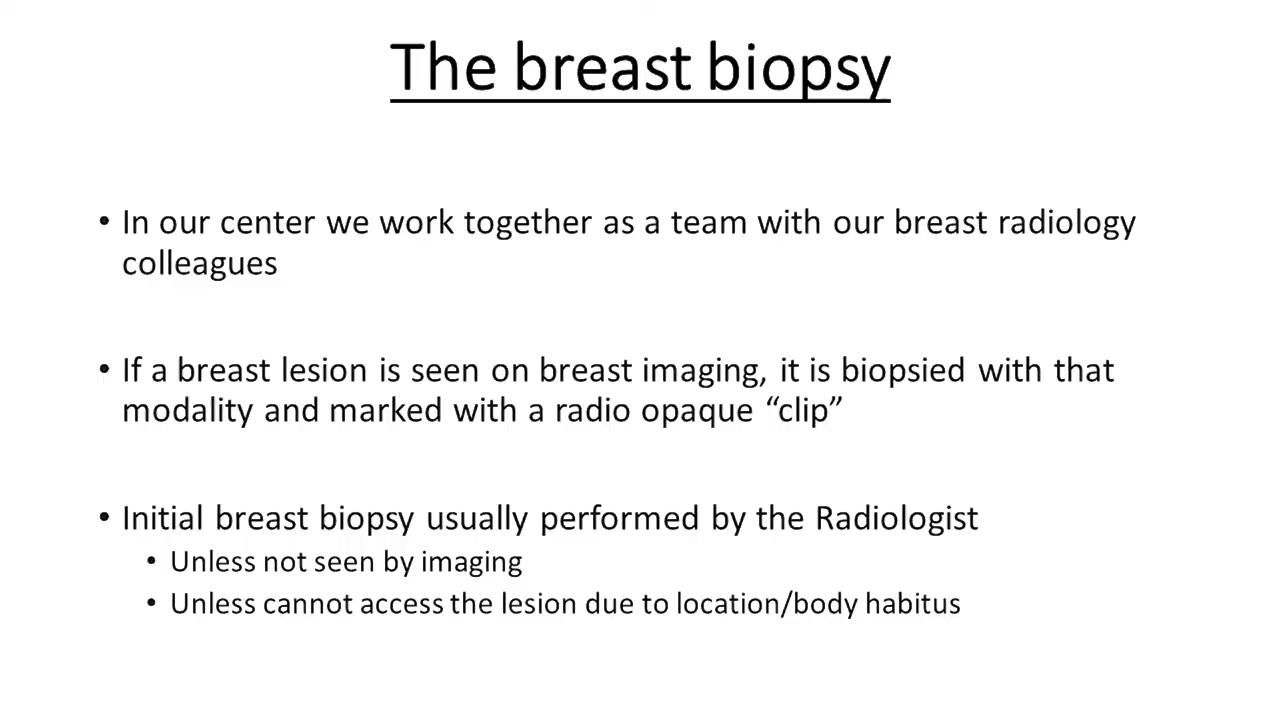 The breast biopsy
• In our center we work together as a team with our breast radiology
colleagues
• If a breast lesion is seen on breast imaging, it is biopsied with that
modality and marked with a radio opaque “clip”
• Initial breast biopsy usually performed by the Radiologist
• Unless not seen by imaging
• Unless cannot access the lesion due to location/body habitus